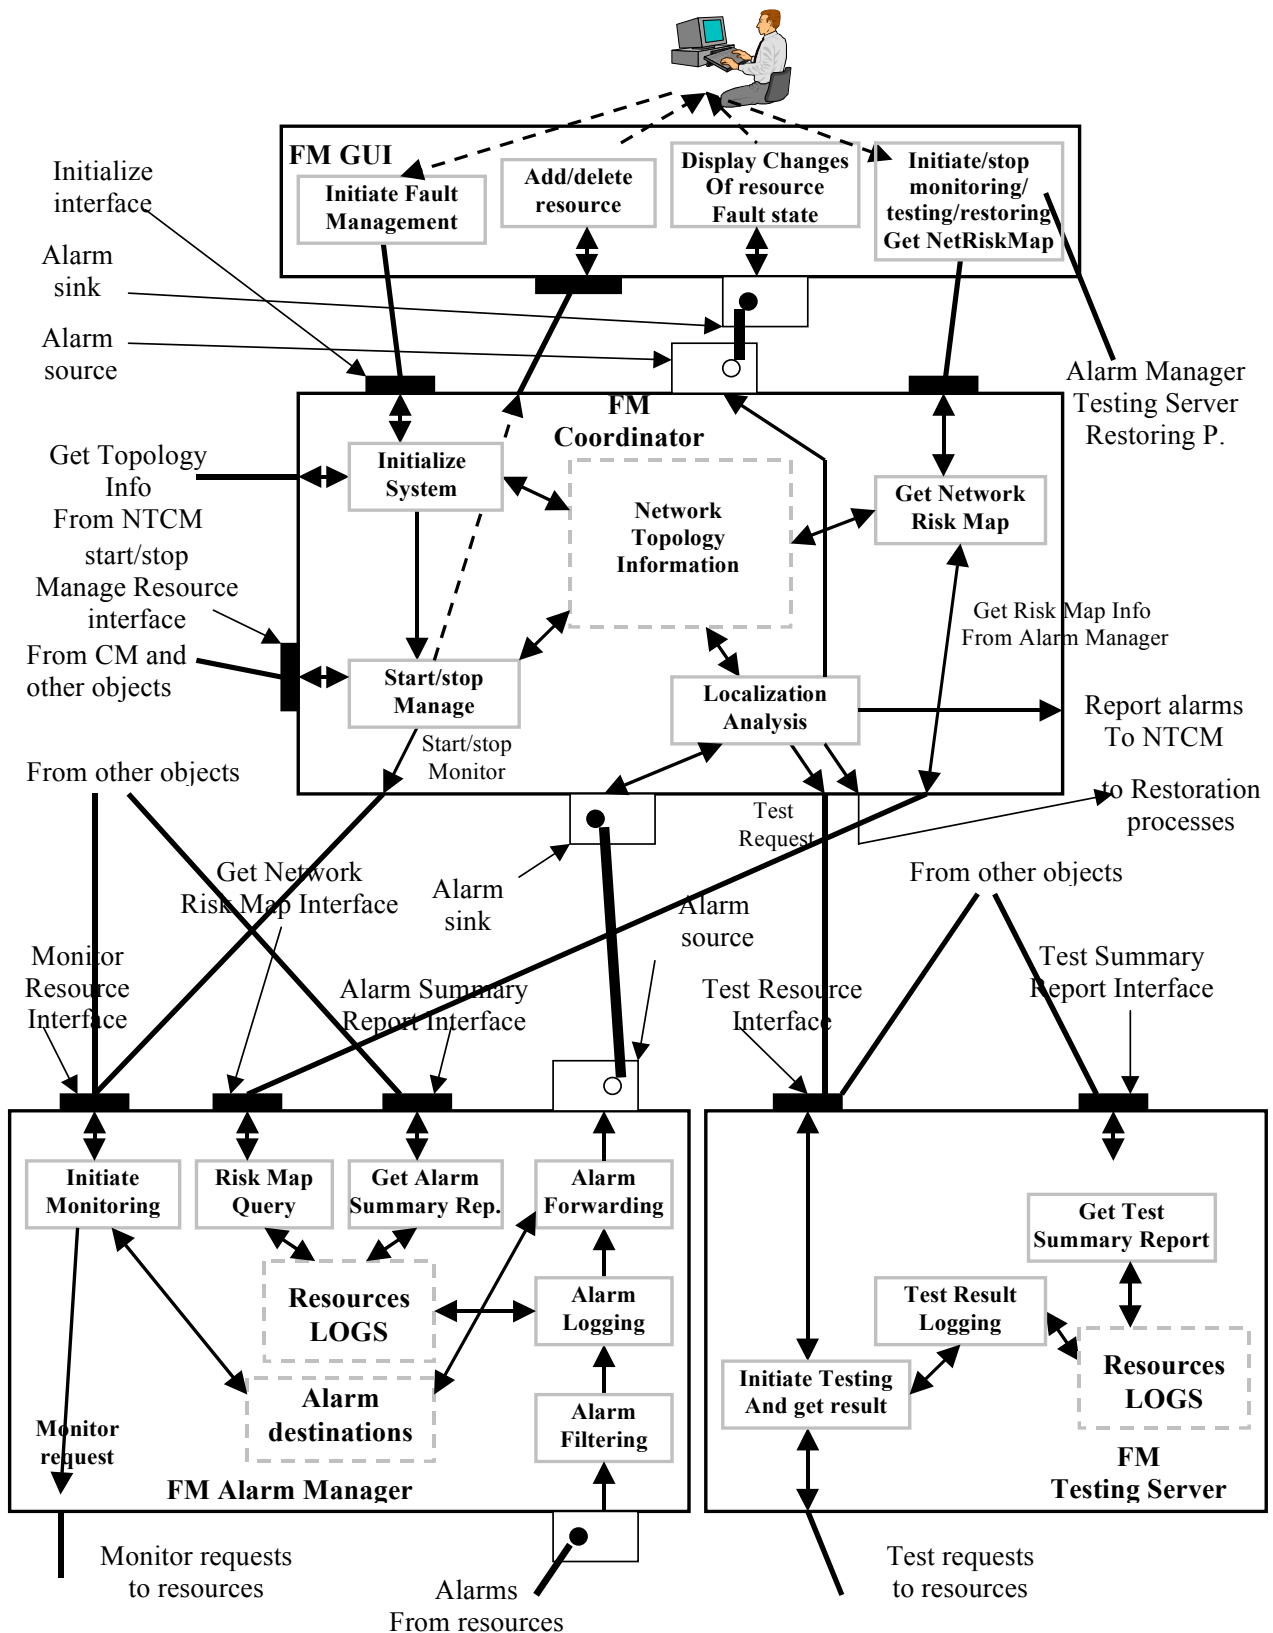 FM GUI
Initiate Fault
Management
Add/delete
resource
Display Changes
Of resource
Fault state
Initiate/stop
monitoring/
testing/restoring
Get NetRiskMap
Initialize
interface
Alarm
sink
Alarm
source
Alarm Manager
Testing Server
Restoring P.
FM
Coordinator
Initialize
System
Get Topology
Info
From NTCM
Network
Topology
Information
Get Network
Risk Map
start/stop
Manage Resource
interface
From CM and
other objects
Get Risk Map Info
From Alarm Manager
Start/stop
Manage
Localization
Analysis
Report alarms
To NTCM
Start/stop
Monitor
From other objects
Test
Request
to Restoration
processes
Get Network
Risk Map Interface
Alarm
sink
Alarm
source
From other objects
Monitor
Resource
Interface
Alarm Summary
Report Interface
Test Resource
Interface
Test Summary
Report Interface
Initiate
Monitoring
Risk Map
Query
Get Alarm
Summary Rep.
Alarm
Forwarding
Get Test
Summary Report
Resources
LOGS
Alarm
Logging
Test Result
Logging
Initiate Testing
And get result
Resources
LOGS
Alarm
destinations
Alarm
Filtering
Monitor
request
FM Alarm Manager
FM
Testing Server
Monitor requests
to resources
Alarms
From resources
Test requests
to resources